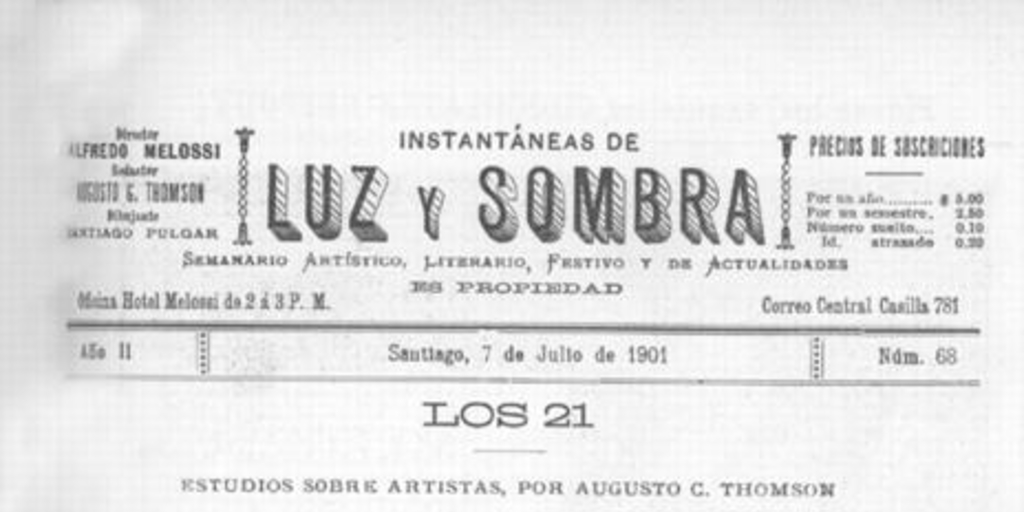 Director
ALFREDO MELOSSI
Redactor
AUGUSTO G. THOMSON
Dibujante
SANTIAGO PULGAR
INSTANTÁNEAS DE
LUZ Y SOMBRA
PRECIOS DE SUSCRICIONES
Por un año......... $ 5.00
Por un semestre. 2.50
Número suelto.... 0.10
Id. atrasado 0.20
SEMANARIO ARTÍSTICO, LITERARIO, FESTIVO Y DE ACTUALIDADES
ES PROPIEDAD
Oficina Hotel Melossi de 2 á 3 P. M.
Correo Central Casilla 781
Año II
Santiago, 7 de Julio de 1901
Núm. 68
LOS 21
ESTUDIOS SOBRE ARTISTAS, POR AUGUSTO C. THOMSON